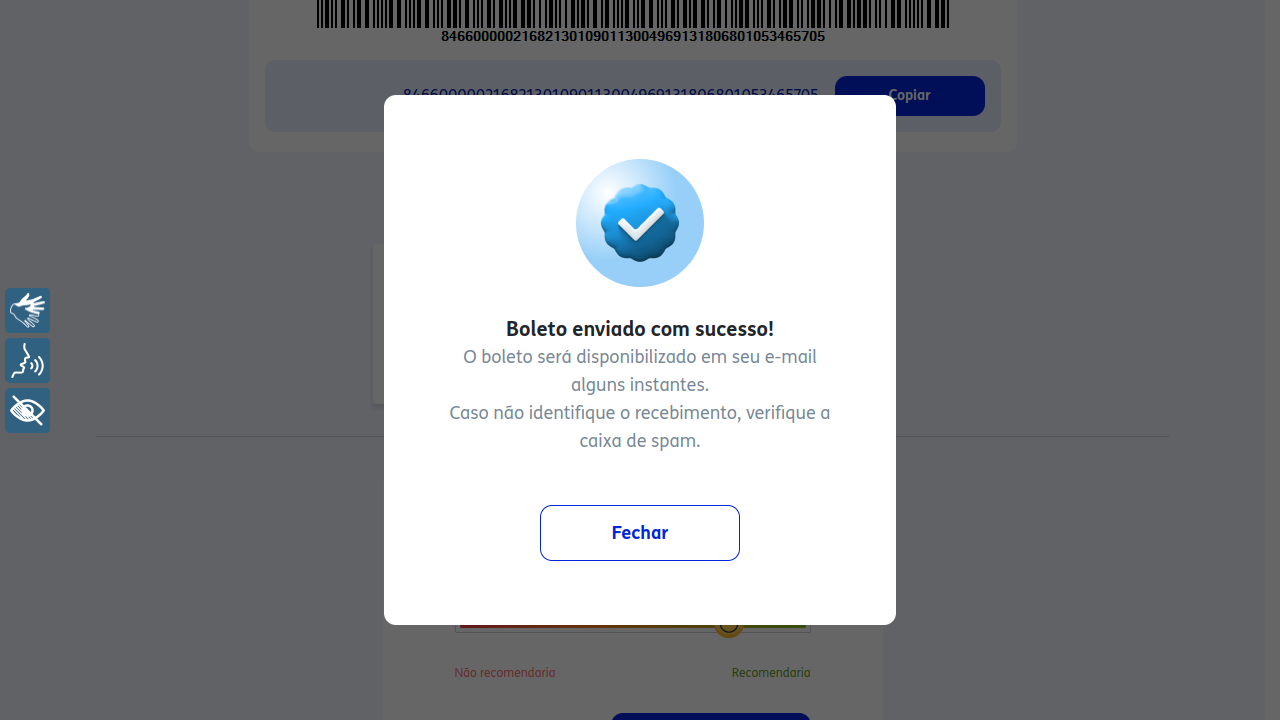 846600000216821301090113004969131806801053465705
846600000216821301090113004969131806801053465705
Copiar
Boleto enviado com sucesso!
O boleto será disponibilizado em seu e-mail
alguns instantes.
Caso não identifique o recebimento, verifique a
caixa de spam.
Fechar
Não recomendaria
Recomendaria